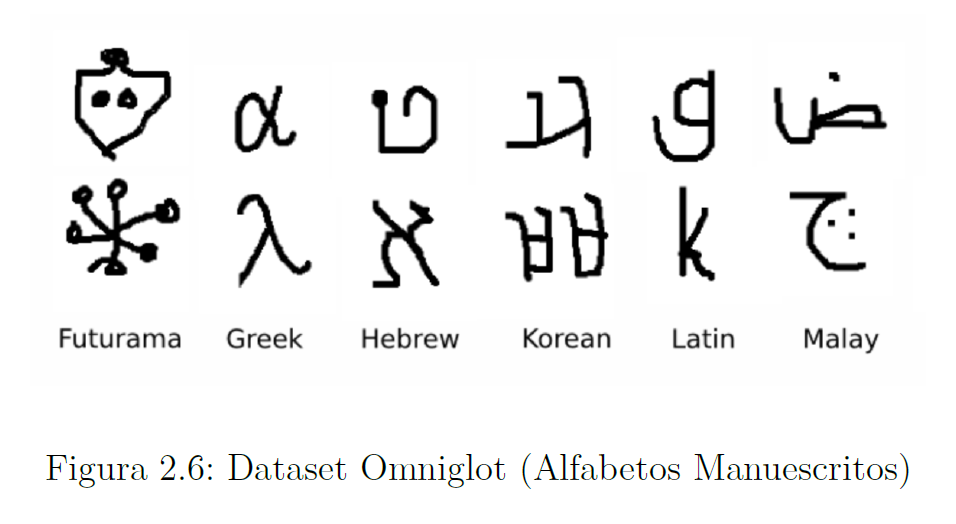 α ט g ض
λ א ㅃ k چ
Futurama Greek Hebrew Korean Latin Malay
Figura 2.6: Dataset Omniglot (Alfabetos Manuescritos)